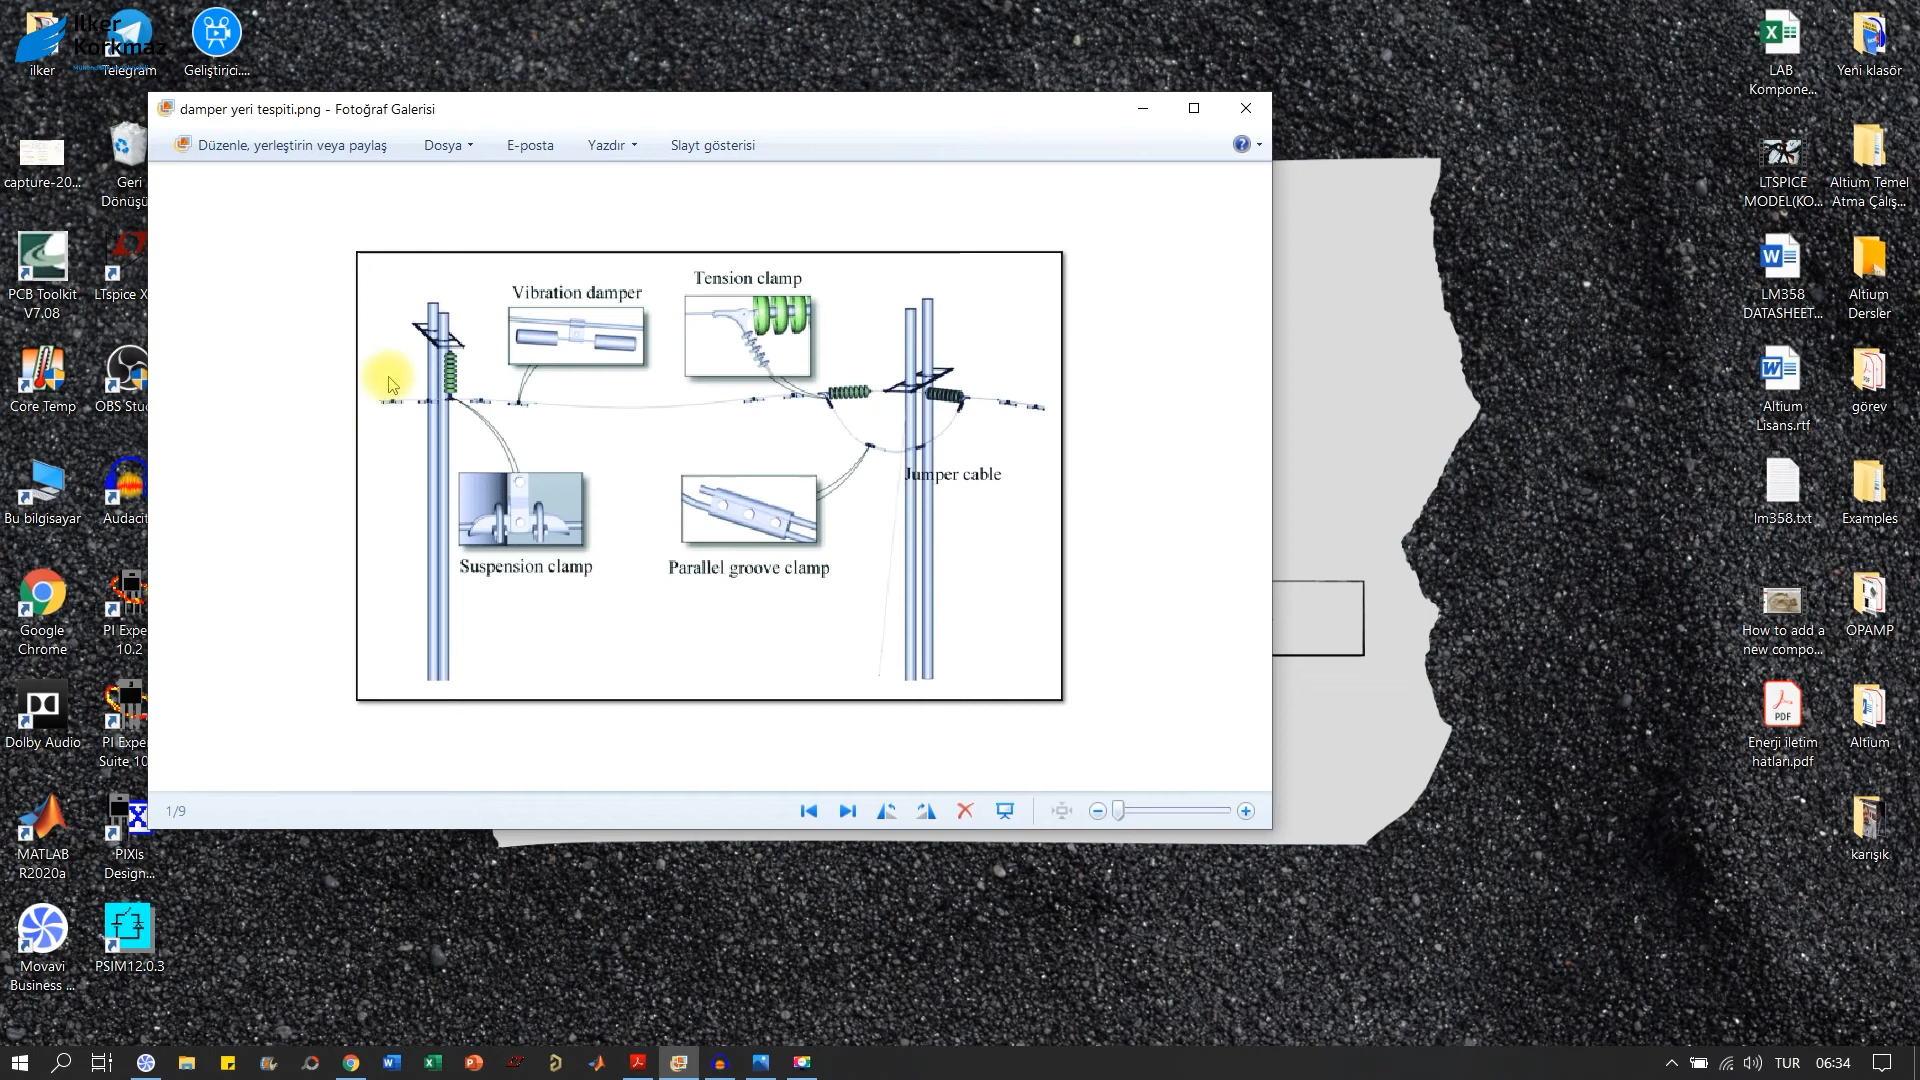 İlker
Korkmaz
ilker
Telegram
Geliştirici....
capture-20...
Geri
Dönüşü
PCB Toolkit
V7.08
LTspice X
Core Temp
OBS Stu
Bu bilgisayar
Audacit
Google
Chrome
PI Expe
10.2
Dolby Audio
PI Expe
Suite 10
MATLAB
R2020a
PIXls
Design...
Movavi
Business ...
PSIM12.0.3
damper yeri tespiti.png - Fotoğraf Galerisi
Düzenle, yerleştirin veya paylaş
Dosya
E-posta
Yazdır
Slayt gösterisi
Vibration damper
Tension clamp
Jumper cable
Suspension clamp
Parallel groove clamp
1/9
LAB
Kompone...
Yeni klasör
LTSPICE
MODEL(KO...
Altium Temel
Atma Çalış...
LM358
DATASHEET...
Altium
Dersler
Altium
Lisans.rtf
görev
lm358.txt
Examples
How to add a
new compo...
OPAMP
PDF
Enerji iletim
hatları.pdf
Altium
karışık
TUR
06:34